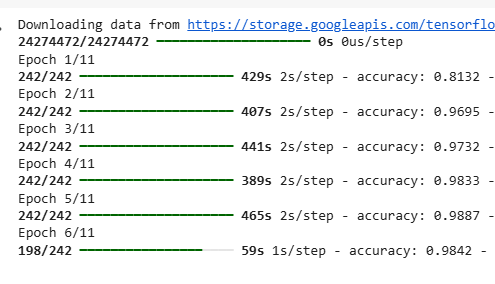 Downloading data from https://storage.googleapis.com/tensorflo
24274472/24274472 0s 0us/step
Epoch 1/11
242/242 429s 2s/step - accuracy: 0.8132 -
Epoch 2/11
242/242 407s 2s/step - accuracy: 0.9695 -
Epoch 3/11
242/242 441s 2s/step - accuracy: 0.9732 -
Epoch 4/11
242/242 389s 2s/step - accuracy: 0.9833 -
Epoch 5/11
242/242 465s 2s/step - accuracy: 0.9887 -
Epoch 6/11
198/242 59s 1s/step - accuracy: 0.9842 -